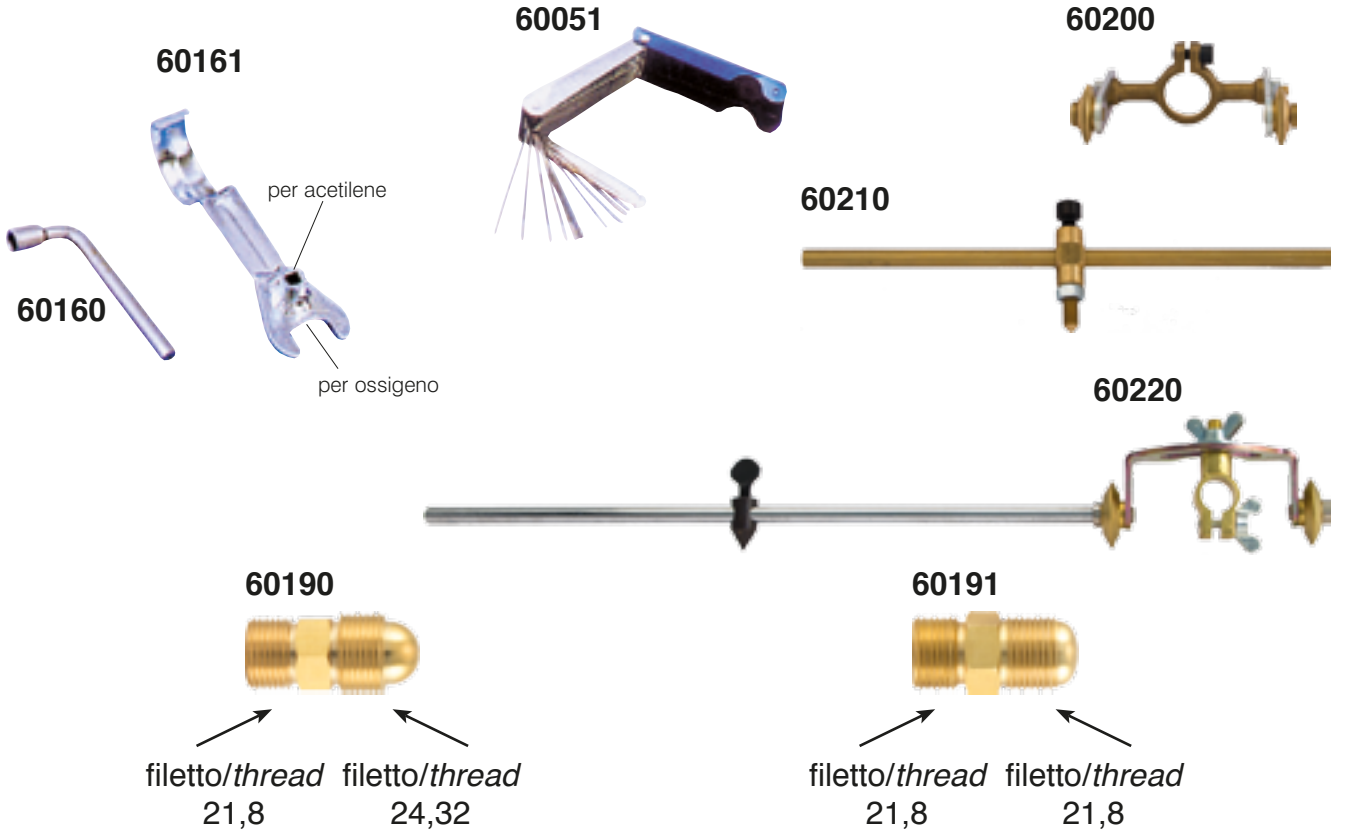 60051
60200
60161
per acetilene
60210
60160
per ossigeno
60220
60190
60191
filetto/thread filetto/thread
21,8 24,32
filetto/thread filetto/thread
21,8 21,8